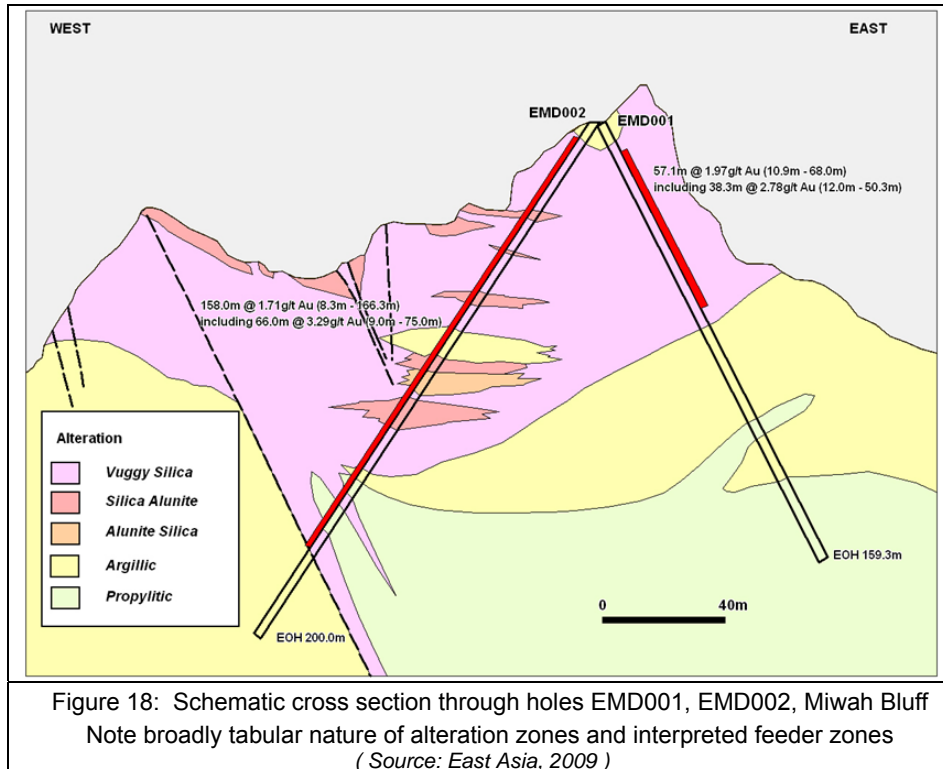 WEST
EAST
EMD002
EMD001
57.1m @ 1.97g/t Au (10.9m - 68.0m)
including 38.3m @ 2.78g/t Au (12.0m - 50.3m)
158.0m @ 1.71g/t Au (8.3m - 166.3m)
including 66.0m @ 3.29g/t Au (9.0m - 75.0m)
Alteration
Vuggy Silica
Silica Alunite
Alunite Silica
Argillic
Propylitic
EOH 159.3m
0 40m
EOH 200.0m
Figure 18: Schematic cross section through holes EMD001, EMD002, Miwah Bluff
Note broadly tabular nature of alteration zones and interpreted feeder zones
( Source: East Asia, 2009 )